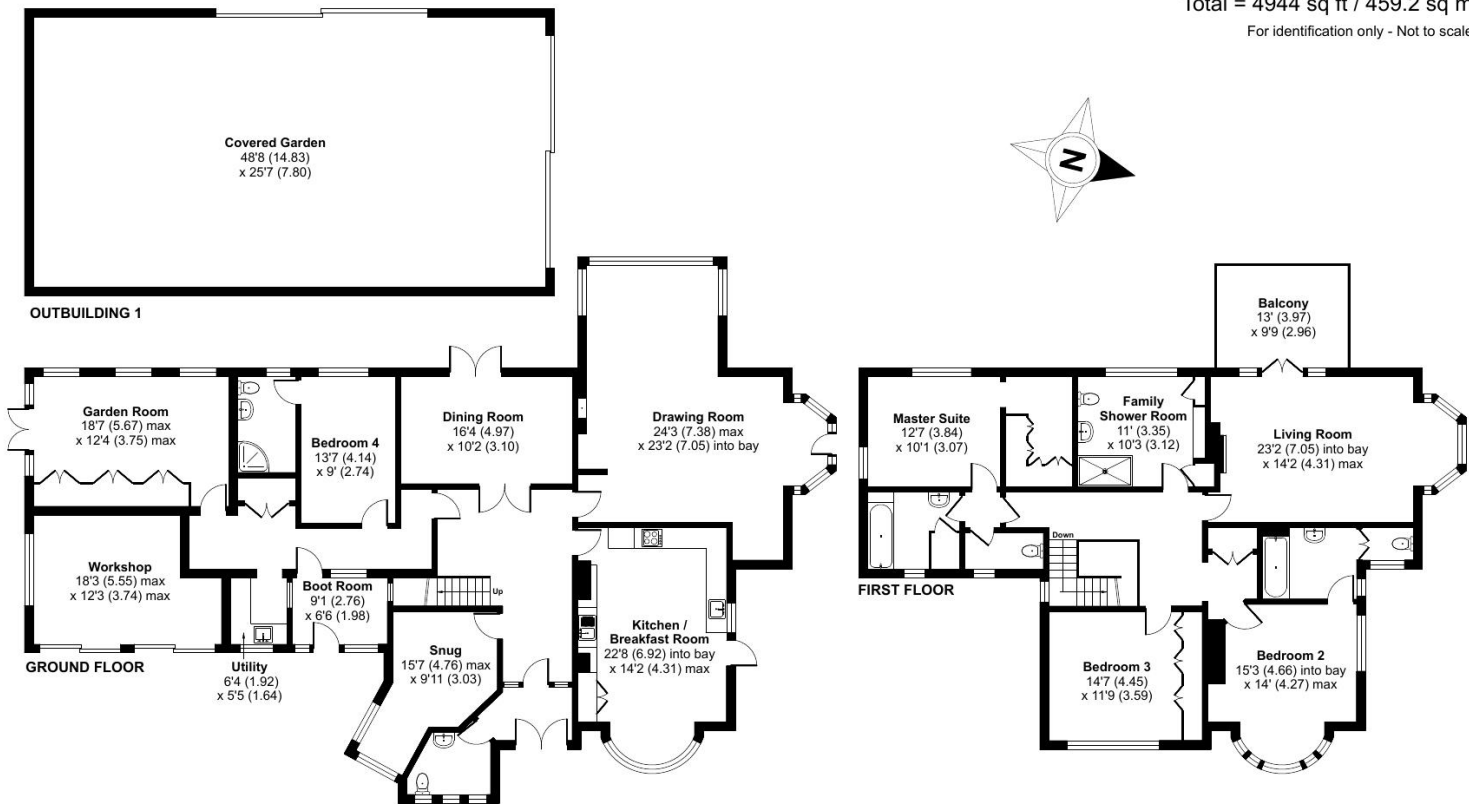 Total = 4944 sq ft / 459.2 sq m
For identification only - Not to scale
Covered Garden
48'8 (14.83)
x 25'7 (7.80)
N
OUTBUILDING 1
Balcony
13' (3.97)
x 9'9 (2.96)
Garden Room
18'7 (5.67) max
x 12'4 (3.75) max
Bedroom 4
13'7 (4.14)
x 9' (2.74)
Dining Room
16'4 (4.97)
x 10'2 (3.10)
Drawing Room
24'3 (7.38) max
x 23'2 (7.05) into bay
Master Suite
12'7 (3.84)
x 10'1 (3.07)
Family
Shower Room
11' (3.35)
x 10'3 (3.12)
Living Room
23'2 (7.05) into bay
x 14'2 (4.31) max
Workshop
18'3 (5.55) max
x 12'3 (3.74) max
Boot Room
9'1 (2.76)
x 6'6 (1.98)
Up
Down
FIRST FLOOR
GROUND FLOOR
Utility
6'4 (1.92)
x 5'5 (1.64)
Snug
15'7 (4.76) max
x 9'11 (3.03)
Kitchen /
Breakfast Room
22'8 (6.92) into bay
x 14'2 (4.31) max
Bedroom 3
14'7 (4.45)
x 11'9 (3.59)
Bedroom 2
15'3 (4.66) into bay
x 14' (4.27) max